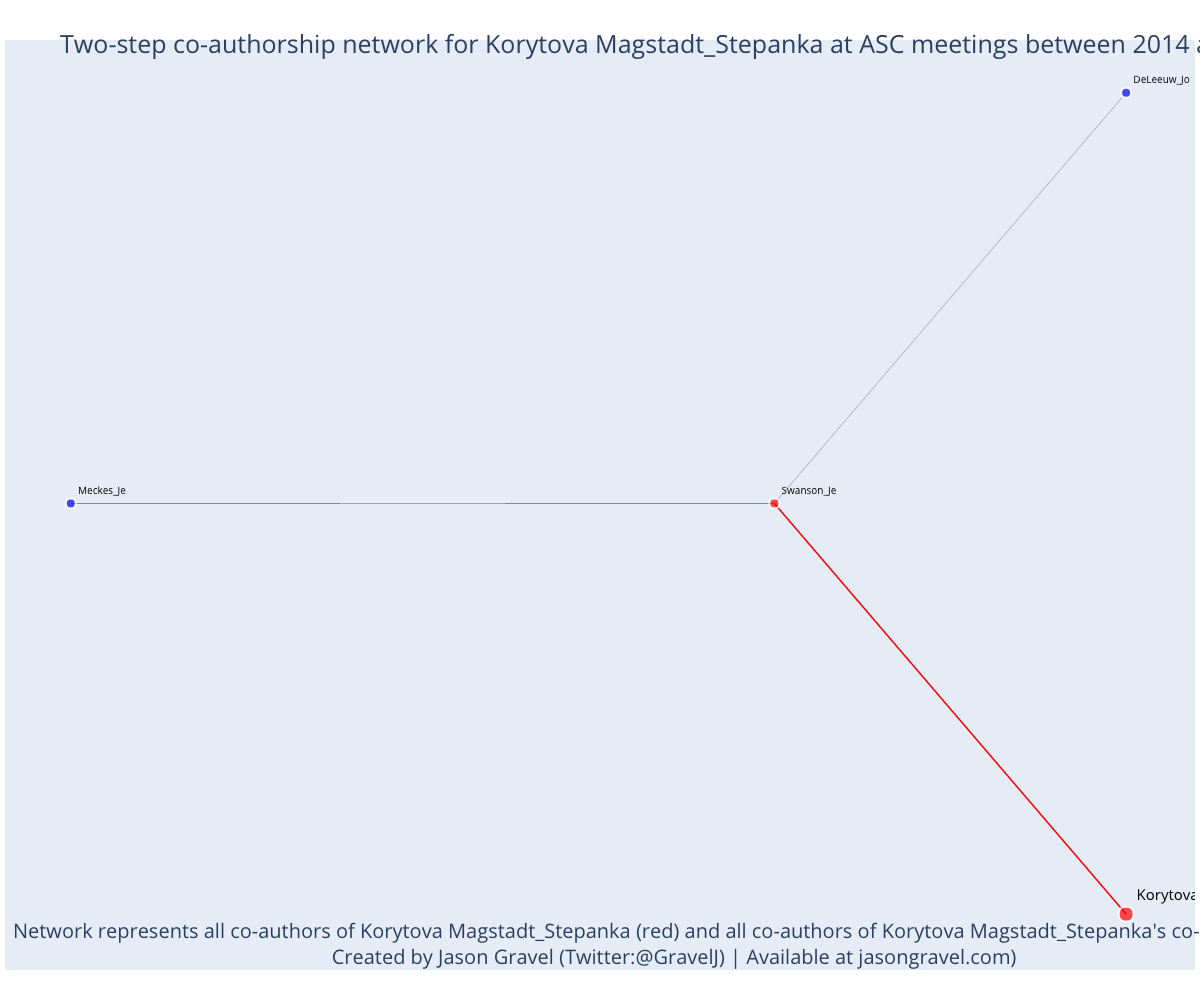 Two-step co-authorship network for Korytova Magstadt_Stepanka at ASC meetings between 2014 a
DeLeeuw_Jo
Meckes_Je
Swanson_Je
Korytova
Network represents all co-authors of Korytova Magstadt_Stepanka (red) and all co-authors of Korytova Magstadt_Stepanka's co-
Created by Jason Gravel (Twitter:@GravelJ) | Available at jasongravel.com)